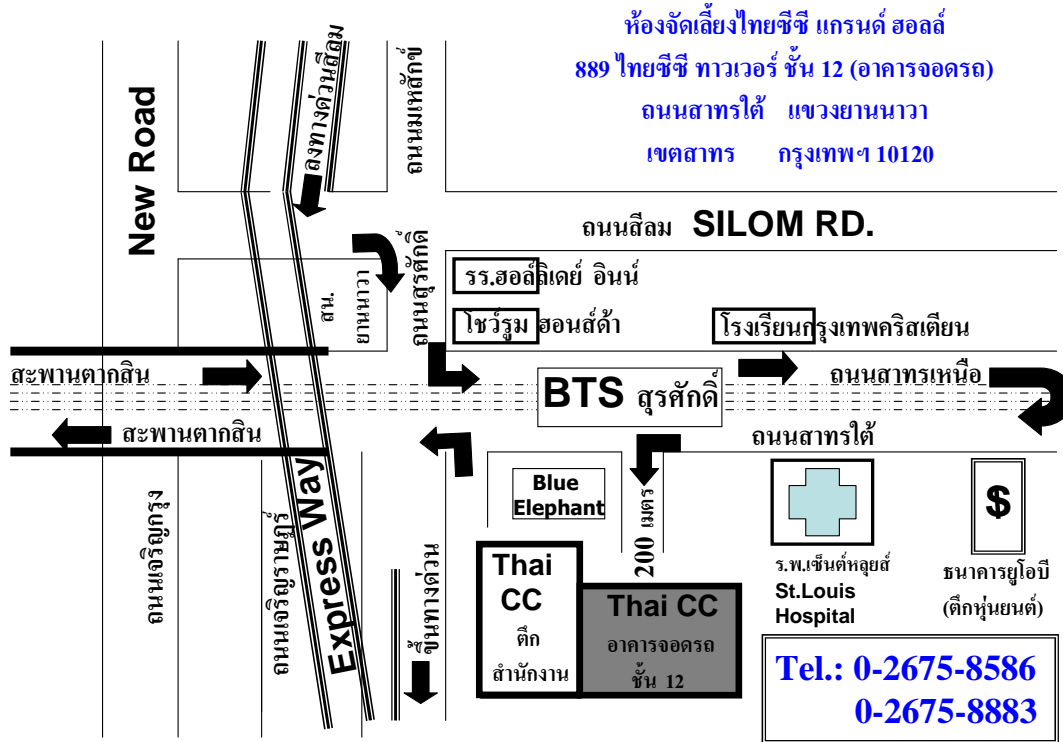 ห้องจัดเลี้ยงไทยซีซี แกรนด์ ฮอลล์
889 ไทยซีซี ทาวเวอร์ ชั้น 12 (อาคารจอดรถ)
ถนนสาทรใต้ แขวงยานนาวา
เขตสาทร กรุงเทพฯ 10120
New Road
ลงทางด่วนสีลม
ถนนมเหสักข์
ถนนสีลม SILOM RD.
ถนนสุรศักดิ์
สน.
ยานนาวา
รร.ฮอลลิเดย์ อินน์
โชว์รูม ฮอนด้า
โรงเรียนกรุงเทพคริสเตียน
สะพานตากสิน
BTS สุรศักดิ์
ถนนสาทรเหนือ
สะพานตากสิน
ถนนสาทรใต้
Blue
Elephant
200 เมตร
$
ร.พ.เซ็นต์หลุยส์
St.Louis
Hospital
ธนาคารยูโอบี
(ตึกหุ่นยนต์)
ถนนเจริญกรุง
ถนนเจริญราษฎร์
Express Way
ขึ้นทางด่วน
Thai
CC
ตึก
สำนักงาน
Thai CC
อาคารจอดรถ
ชั้น 12
Tel.: 0-2675-8586
0-2675-8883